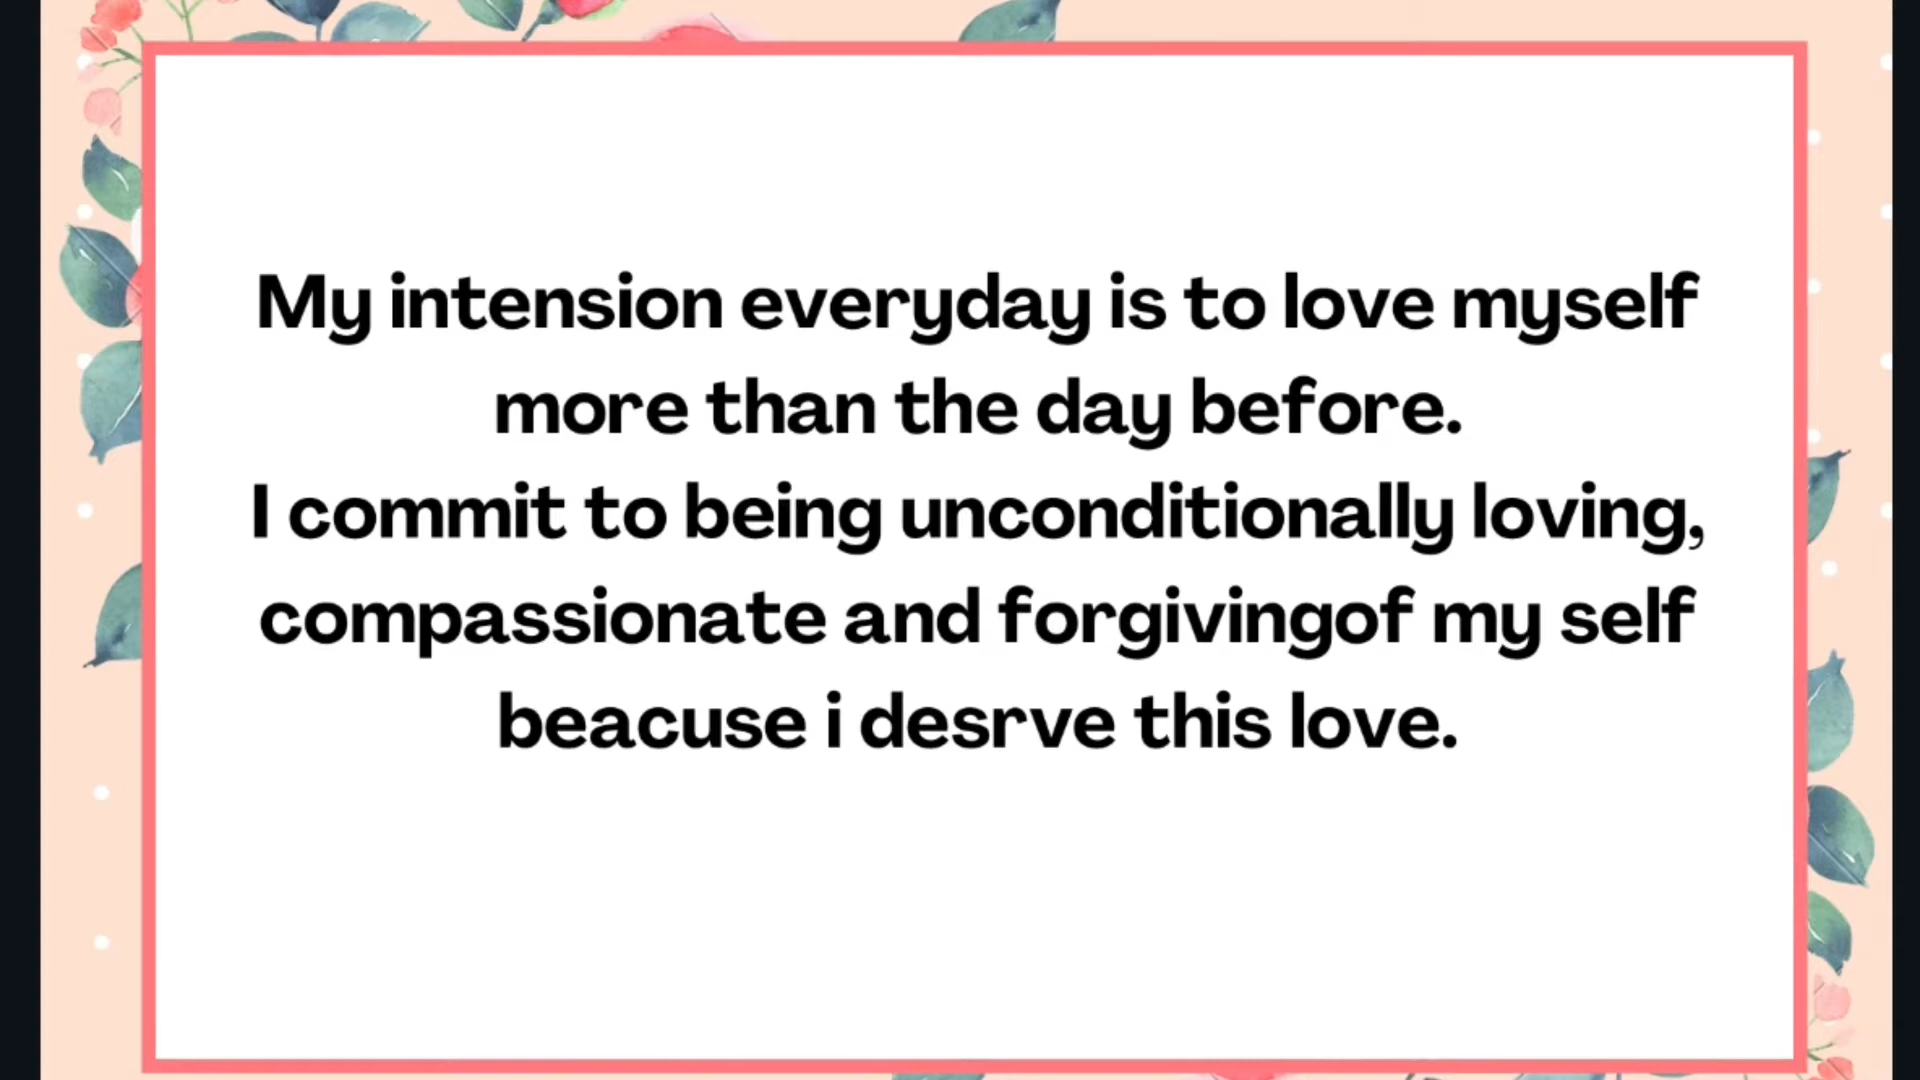 My intension everyday is to love myself
more than the day before.
I commit to being unconditionally loving,
compassionate and forgivingof my self
beacuse i desrve this love.